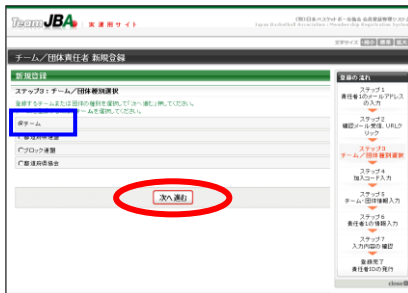 TeamJBA 実運用サイト
(財)日本バスケットボール協会 会員登録管理システム
Japan Basketball Association / Membership Registration System
文字サイズ 縮小 標準 拡大
チーム／団体責任者 新規登録
新規登録
ステップ3：チーム／団体種別選択
登録するチームまたは団体の種別を選択して「次へ進む」押してください。
チーム
ブロック連盟
都道府県協会
次へ進む
登録の流れ
ステップ1
責任者1のメールアドレス
の入力
ステップ2
確認メール受信、URLク
リック
ステップ3
チーム／団体種別選択
ステップ4
加入コード入力
ステップ5
チーム・団体情報入力
ステップ6
責任者1の情報入力
ステップ7
入力内容の確認
登録完了
責任者IDの発行
close